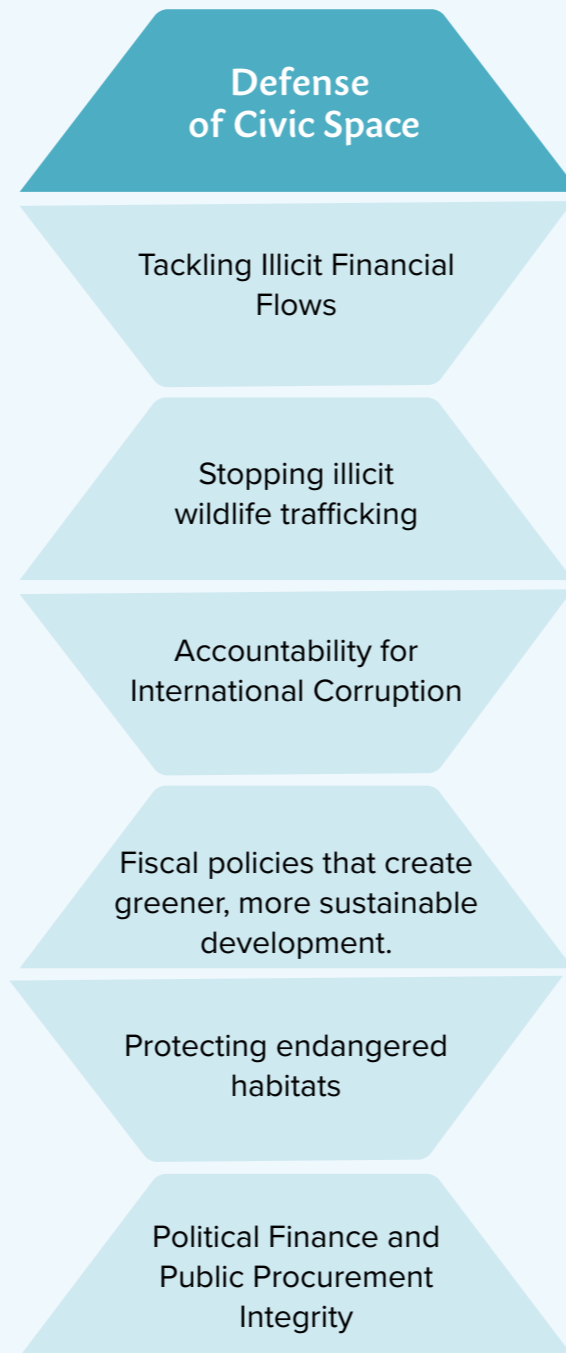 Defense
of Civic Space
Tackling Illicit Financial
Flows
Stopping illicit
wildlife trafficking
Accountability for
International Corruption
Fiscal policies that create
greener, more sustainable
development.
Protecting endangered
habitats
Political Finance and
Public Procurement
Integrity